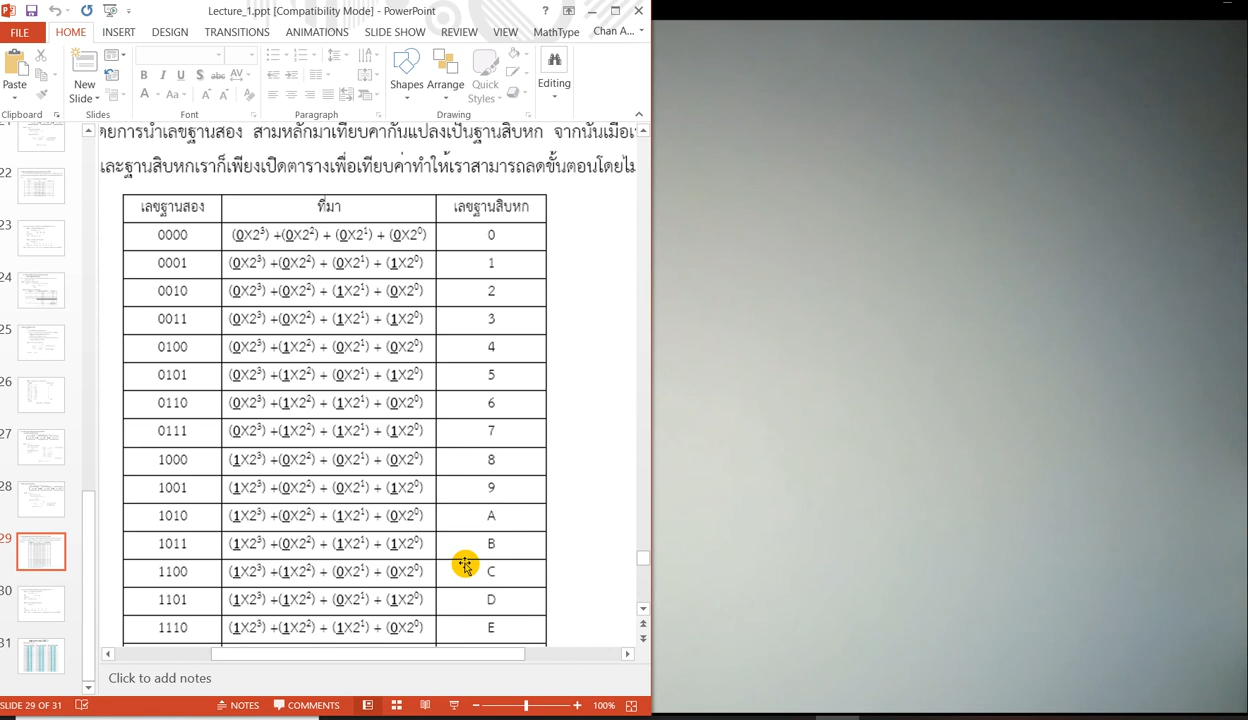 Lecture_1.ppt [Compatibility Mode] - PowerPoint
FILE HOME INSERT DESIGN TRANSITIONS ANIMATIONS SLIDE SHOW REVIEW VIEW MathType Chan A...
Paste New Slide Shapes Arrange Quick Styles Editing
Clipboard Slides Font Paragraph Drawing
การนำเลขฐานสอง สามหลักมาเทียบค่ากันแปลงเป็นฐานสิบหก จากนั้นเมื่อ
และฐานสิบหกเราก็เพียงเปิดตารางเพื่อเทียบค่าทำให้เราสามารถลดขั้นตอนโดยไม
เลขฐานสอง ที่มา เลขฐานสิบหก
0000 (0X2³) +(0X2²) + (0X2¹) + (0X2⁰) 0
0001 (0X2³) +(0X2²) + (0X2¹) + (1X2⁰) 1
0010 (0X2³) +(0X2²) + (1X2¹) + (0X2⁰) 2
0011 (0X2³) +(0X2²) + (1X2¹) + (1X2⁰) 3
0100 (0X2³) +(1X2²) + (0X2¹) + (0X2⁰) 4
0101 (0X2³) +(1X2²) + (0X2¹) + (1X2⁰) 5
0110 (0X2³) +(1X2²) + (1X2¹) + (0X2⁰) 6
0111 (0X2³) +(1X2²) + (1X2¹) + (1X2⁰) 7
1000 (1X2³) +(0X2²) + (0X2¹) + (0X2⁰) 8
1001 (1X2³) +(0X2²) + (0X2¹) + (1X2⁰) 9
1010 (1X2³) +(0X2²) + (1X2¹) + (0X2⁰) A
1011 (1X2³) +(0X2²) + (1X2¹) + (1X2⁰) B
1100 (1X2³) +(1X2²) + (0X2¹) + (0X2⁰) C
1101 (1X2³) +(1X2²) + (0X2¹) + (1X2⁰) D
1110 (1X2³) +(1X2²) + (1X2¹) + (0X2⁰) E
22
23
24
25
26
27
28
29
30
31
Click to add notes
SLIDE 29 OF 31 NOTES COMMENTS 100%